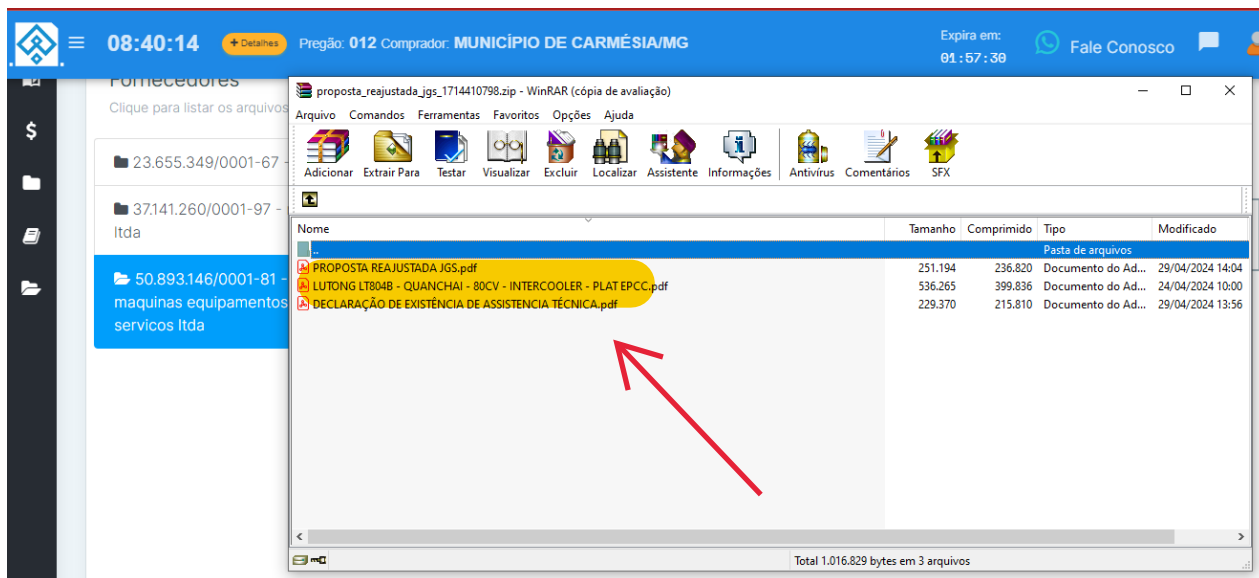 08:40:14 + Detalhes Pregão: 012 Comprador: MUNICÍPIO DE CARMÉSIA/MG
Expira em:
01:57:30
Fale Conosco
Fornecedores
Clique para listar os arquivos
23.655.349/0001-67 -
37.141.260/0001-97 -
ltda
50.893.146/0001-81 -
maquinas equipamentos
servicos ltda
proposta_reajustada_jgs_1714410798.zip - WinRAR (cópia de avaliação)
Arquivo Comandos Ferramentas Favoritos Opções Ajuda
Adicionar Extrair Para Testar Visualizar Excluir Localizar Assistente Informações Antivírus Comentários SFX
Nome Tamanho Comprimido Tipo Modificado
.. Pasta de arquivos
PROPOSTA REAJUSTADA JGS.pdf 251.194 236.820 Documento do Ad... 29/04/2024 14:04
LUTONG LT804B - QUANCHAI - 80CV - INTERCOOLER - PLAT EPCC.pdf 536.265 399.836 Documento do Ad... 24/04/2024 10:00
DECLARAÇÃO DE EXISTÊNCIA DE ASSISTENCIA TÉCNICA.pdf 229.370 215.810 Documento do Ad... 29/04/2024 13:56
Total 1.016.829 bytes em 3 arquivos